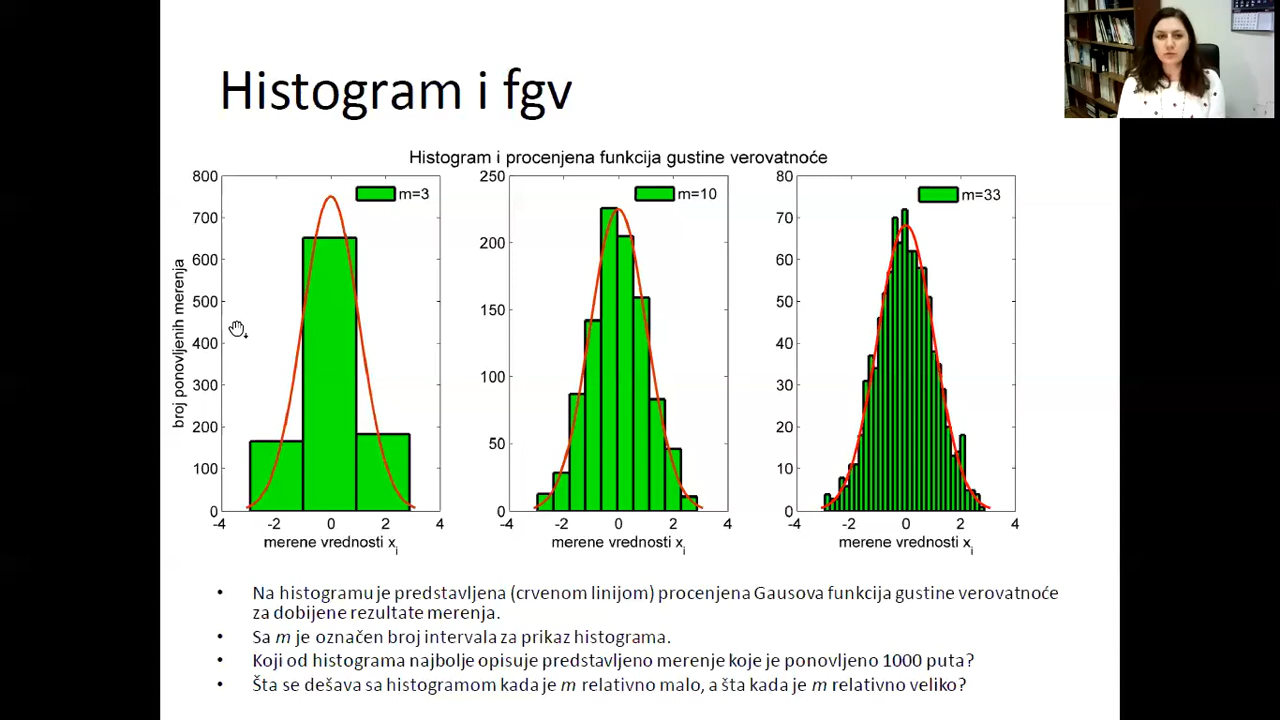 Histogram i fgv
Histogram i procenjena funkcija gustine verovatnoće
800
700
600
500
400
300
200
100
0
-4
-2
0
2
4
broj ponovljenih merenja
merene vrednosti xi
m=3
250
200
150
100
50
0
-4
-2
0
2
4
merene vrednosti xi
m=10
80
70
60
50
40
30
20
10
0
-4
-2
0
2
4
merene vrednosti xi
m=33
• Na histogramu je predstavljena (crvenom linijom) procenjena Gausova funkcija gustine verovatnoće
za dobijene rezultate merenja.
• Sa m je označen broj intervala za prikaz histograma.
• Koji od histograma najbolje opisuje predstavljeno merenje koje je ponovljeno 1000 puta?
• Šta se dešava sa histogramom kada je m relativno malo, a šta kada je m relativno veliko?